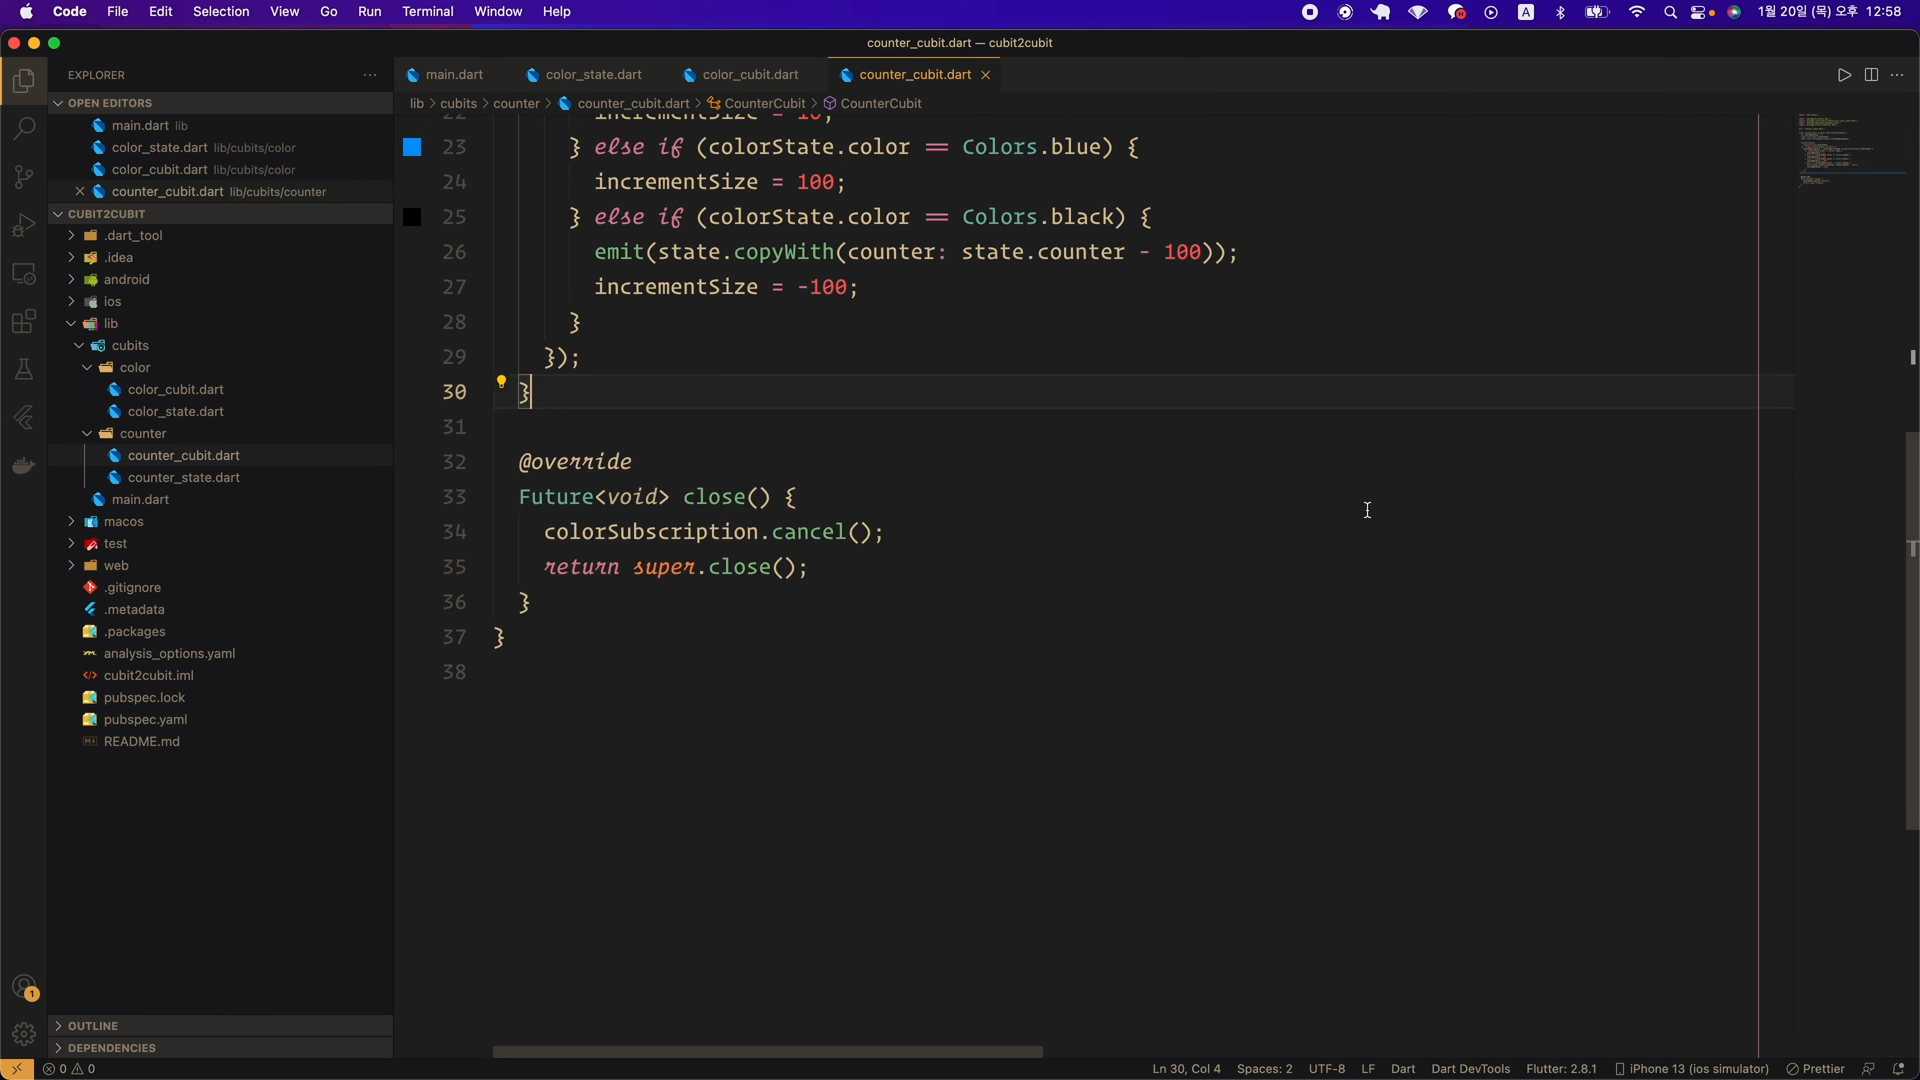 Code File Edit Selection View Go Run Terminal Window Help
A
1월 20일 (목) 오후 12:58
counter_cubit.dart — cubit2cubit
EXPLORER
main.dart color_state.dart color_cubit.dart counter_cubit.dart
OPEN EDITORS
lib > cubits > counter > counter_cubit.dart > CounterCubit > CounterCubit
main.dart lib
color_state.dart lib/cubits/color
color_cubit.dart lib/cubits/color
counter_cubit.dart lib/cubits/counter
CUBIT2CUBIT
.dart_tool
.idea
android
ios
lib
cubits
color
color_cubit.dart
color_state.dart
counter
counter_cubit.dart
counter_state.dart
main.dart
macos
test
web
.gitignore
.metadata
.packages
analysis_options.yaml
cubit2cubit.iml
pubspec.lock
pubspec.yaml
README.md
OUTLINE
DEPENDENCIES
22 incrementSize = 10;
23 } else if (colorState.color == Colors.blue) {
24 incrementSize = 100;
25 } else if (colorState.color == Colors.black) {
26 emit(state.copyWith(counter: state.counter - 100));
27 incrementSize = -100;
28 }
29 });
30 }
31
32 @override
33 Future<void> close() {
34 colorSubscription.cancel();
35 return super.close();
36 }
37 }
38
1
0 0
Ln 30, Col 4 Spaces: 2 UTF-8 LF Dart Dart DevTools Flutter: 2.8.1 iPhone 13 (ios simulator) Prettier